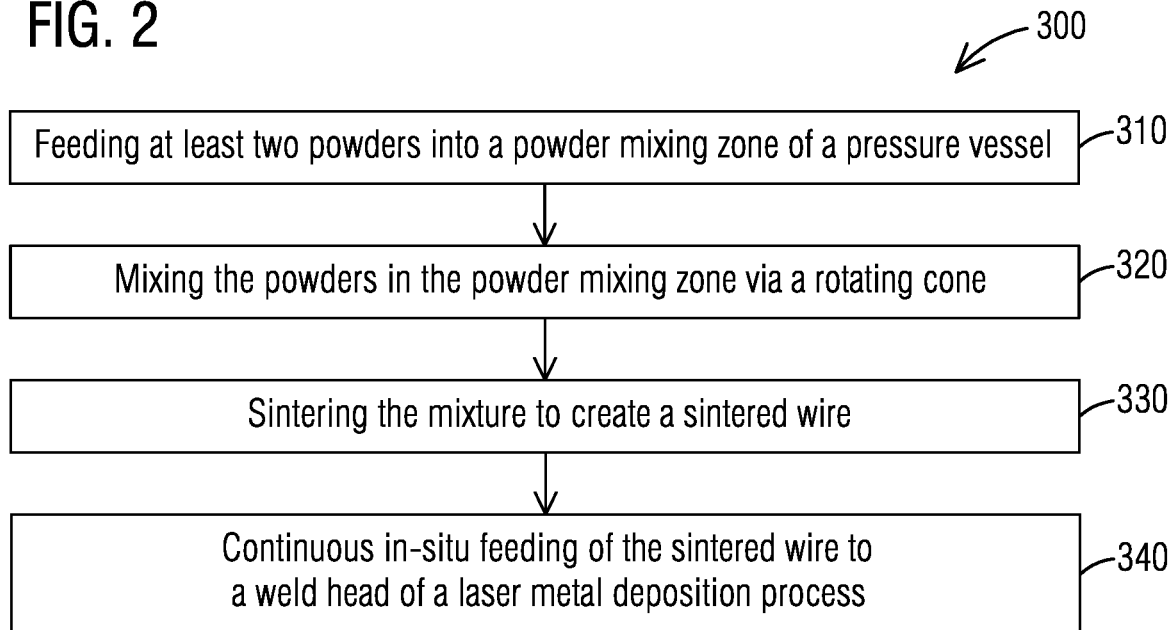 FIG. 2
300
Feeding at least two powders into a powder mixing zone of a pressure vessel
310
Mixing the powders in the powder mixing zone via a rotating cone
320
Sintering the mixture to create a sintered wire
330
Continuous in-situ feeding of the sintered wire to
a weld head of a laser metal deposition process
340